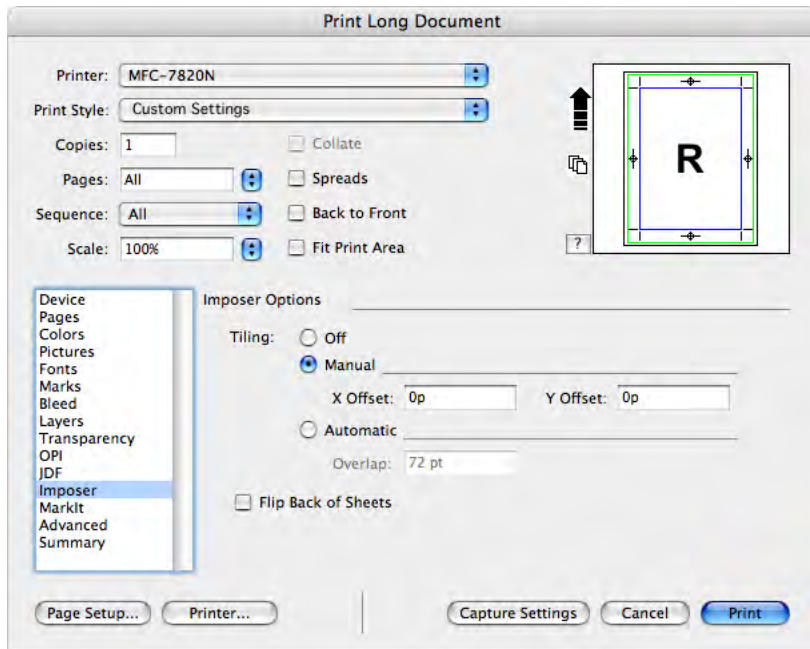 Print Long Document
Printer: MFC-7820N
Print Style: Custom Settings
Copies: 1
Collate
Pages: All
Spreads
Sequence: All
Back to Front
Scale: 100%
Fit Print Area
R
?
Device
Pages
Colors
Pictures
Fonts
Marks
Bleed
Layers
Transparency
OPI
JDF
Imposer
MarkIt
Advanced
Summary
Imposer Options
Tiling: Off
Manual
X Offset: 0p Y Offset: 0p
Automatic
Overlap: 72 pt
Flip Back of Sheets
Page Setup... Printer... Capture Settings Cancel Print